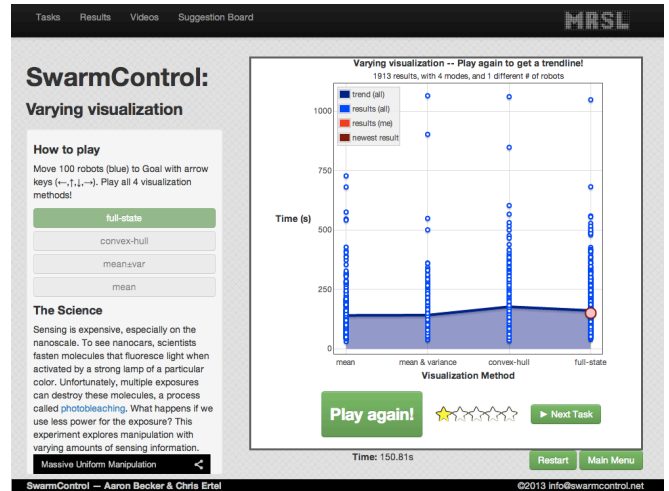 Tasks Results Videos Suggestion Board
MRSL
SwarmControl:
Varying visualization
How to play
Move 100 robots (blue) to Goal with arrow
keys (←,↑,↓,→). Play all 4 visualization
methods!
full-state
convex-hull
mean±var
mean
The Science
Sensing is expensive, especially on the
nanoscale. To see nanocars, scientists
fasten molecules that fluoresce light when
activated by a strong lamp of a particular
color. Unfortunately, multiple exposures
can destroy these molecules, a process
called photobleaching. What happens if we
use less power for the exposure? This
experiment explores manipulation with
varying amounts of sensing information.
Massive Uniform Manipulation
Varying visualization -- Play again to get a trendline!
1913 results, with 4 modes, and 1 different # of robots
trend (all)
results (all)
results (me)
newest result
1000
750
Time (s)
500
250
0
mean mean & variance convex-hull full-state
Visualization Method
Play again!
► Next Task
Time: 150.81s
Restart Main Menu
SwarmControl — Aaron Becker & Chris Ertel
©2013 info@swarmcontrol.net